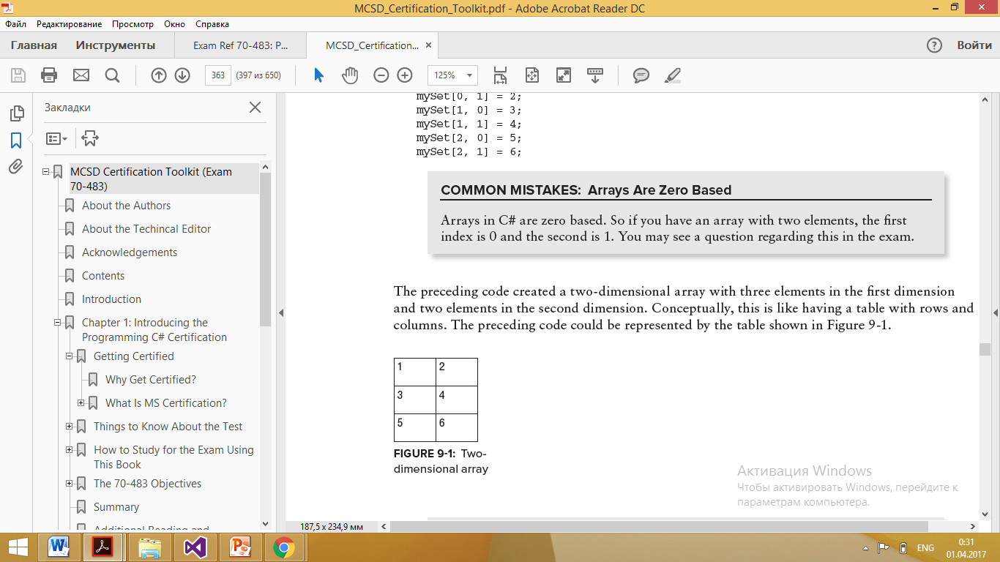 MCSD_Certification_Toolkit.pdf - Adobe Acrobat Reader DC
Файл Редактирование Просмотр Окно Справка
Главная Инструменты Exam Ref 70-483: P... MCSD_Certification... × Войти
363 (397 из 650) 125%
Закладки
MCSD Certification Toolkit (Exam
70-483)
About the Authors
About the Techincal Editor
Acknowledgements
Contents
Introduction
Chapter 1: Introducing the
Programming C# Certification
Getting Certified
Why Get Certified?
What Is MS Certification?
Things to Know About the Test
How to Study for the Exam Using
This Book
The 70-483 Objectives
Summary
Additional Reading and
mySet[0, 1] = 2;
mySet[1, 0] = 3;
mySet[1, 1] = 4;
mySet[2, 0] = 5;
mySet[2, 1] = 6;
COMMON MISTAKES: Arrays Are Zero Based
Arrays in C# are zero based. So if you have an array with two elements, the first
index is 0 and the second is 1. You may see a question regarding this in the exam.
The preceding code created a two-dimensional array with three elements in the first dimension
and two elements in the second dimension. Conceptually, this is like having a table with rows and
columns. The preceding code could be represented by the table shown in Figure 9-1.
1 2
3 4
5 6
FIGURE 9-1: Two-
dimensional array
Активация Windows
Чтобы активировать Windows, перейдите к
параметрам компьютера.
187,5 x 234,9 мм
ENG
0:31
01.04.2017